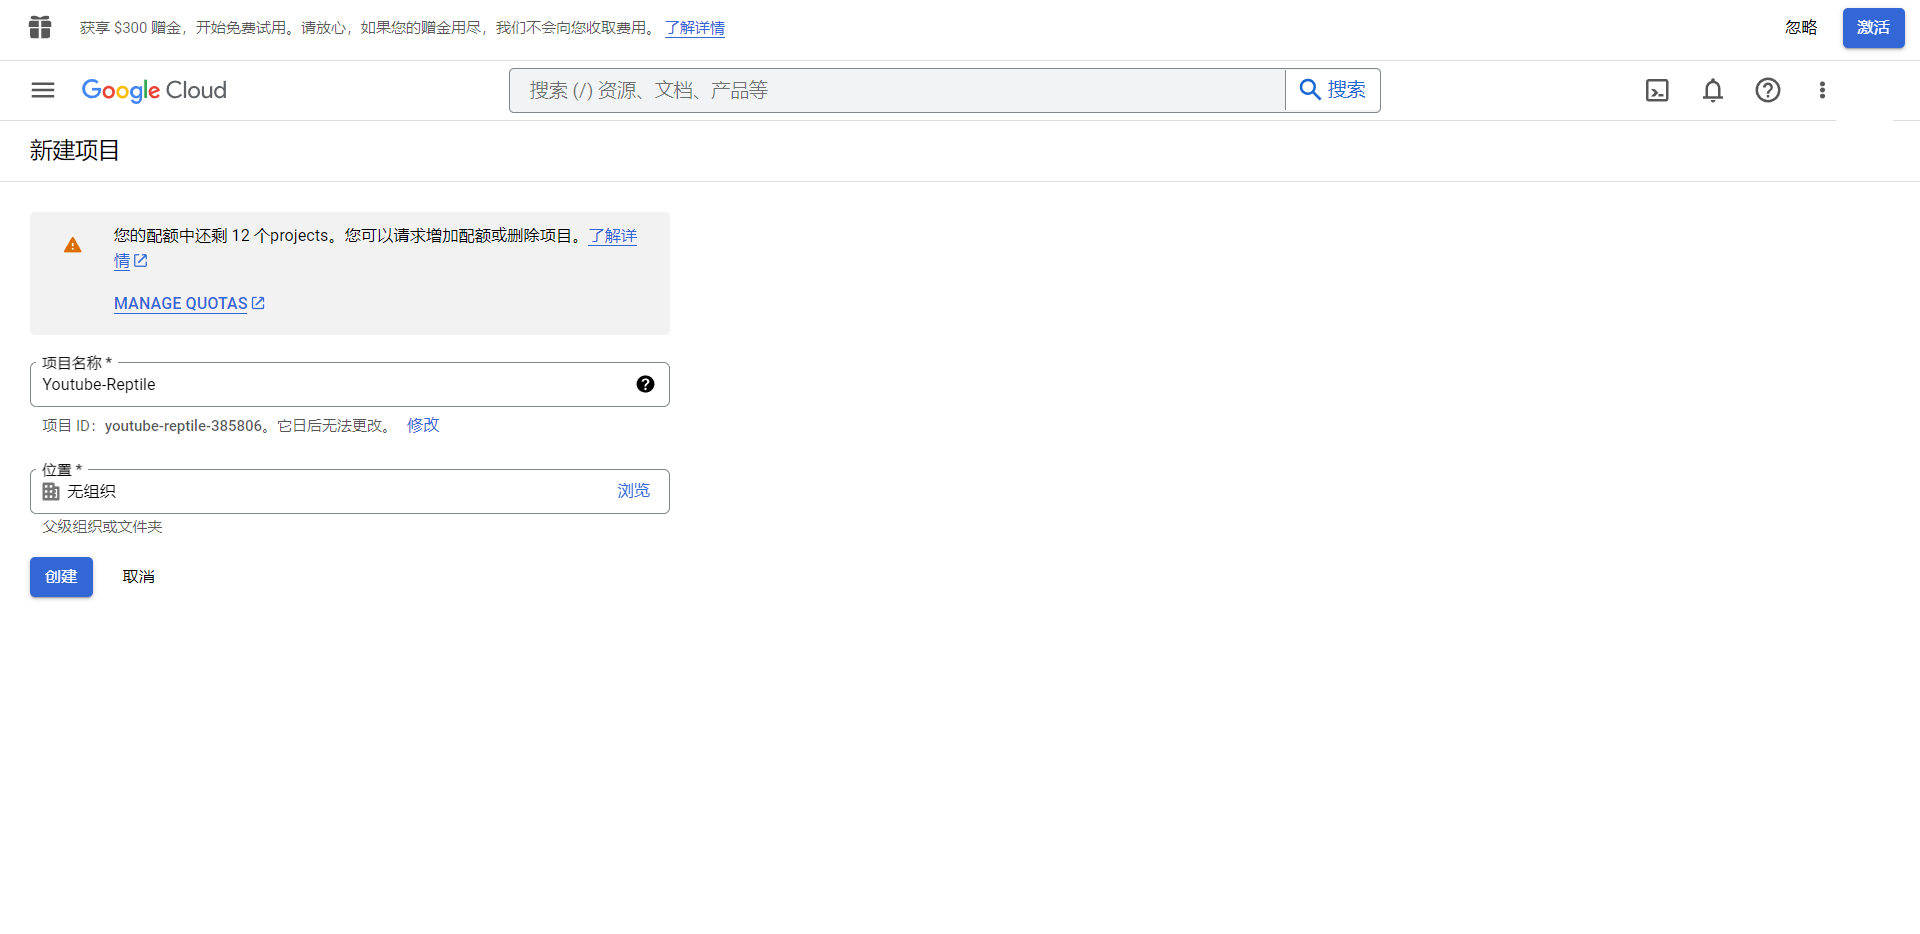 获享 $300 赠金，开始免费试用。请放心，如果您的赠金用尽，我们不会向您收取费用。 了解详情
忽略
激活
Google Cloud
搜索 (/) 资源、文档、产品等
搜索
新建项目
您的配额中还剩 12 个projects。您可以请求增加配额或删除项目。了解详
情
MANAGE QUOTAS
项目名称 *
Youtube-Reptile
项目 ID：youtube-reptile-385806。它日后无法更改。 修改
位置 *
无组织
浏览
父级组织或文件夹
创建
取消